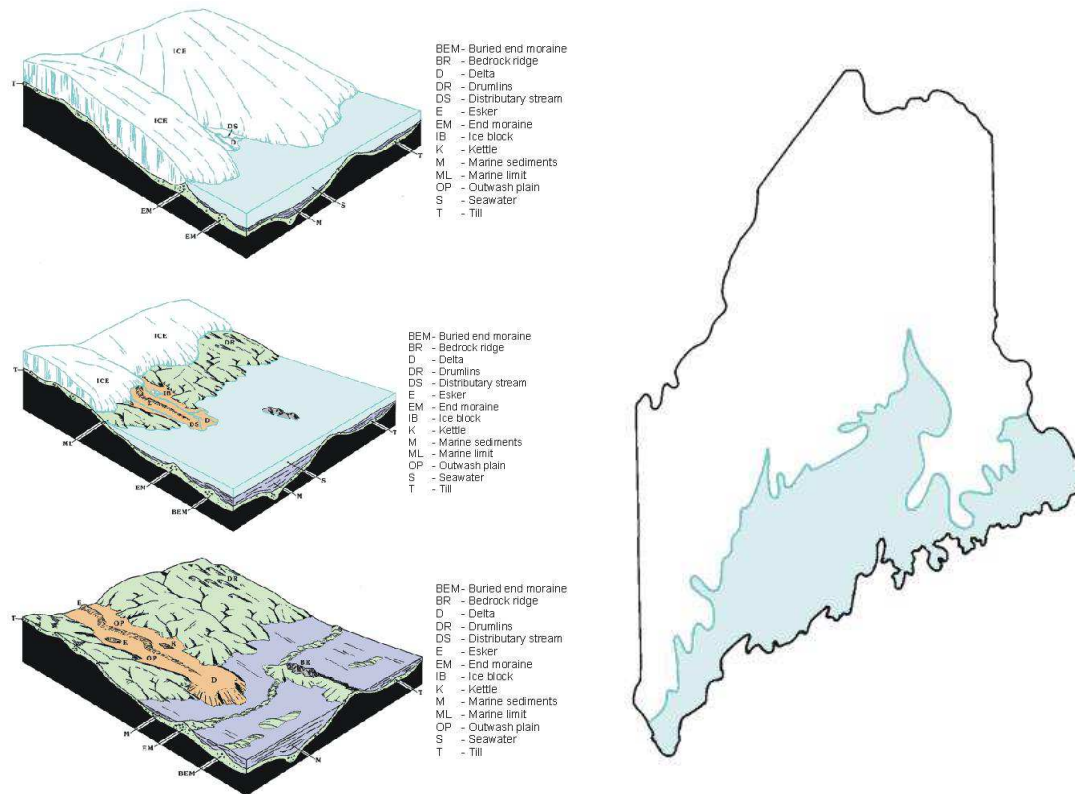 ICE
T
ICE
DS
D
T
S
EM
M
EM
BEM - Buried end moraine
BR - Bedrock ridge
D - Delta
DR - Drumlins
DS - Distributary stream
E - Esker
EM - End moraine
IB - Ice block
K - Kettle
M - Marine sediments
ML - Marine limit
OP - Outwash plain
S - Seawater
T - Till
ICE
DR
T
ICE
IB
E
D
DS
T
ML
S
EM
M
BEM
BEM - Buried end moraine
BR - Bedrock ridge
D - Delta
DR - Drumlins
DS - Distributary stream
E - Esker
EM - End moraine
IB - Ice block
K - Kettle
M - Marine sediments
ML - Marine limit
OP - Outwash plain
S - Seawater
T - Till
DR
E
T
OP
E
K
OP
BR
D
T
M
EM
M
BEM
BEM - Buried end moraine
BR - Bedrock ridge
D - Delta
DR - Drumlins
DS - Distributary stream
E - Esker
EM - End moraine
IB - Ice block
K - Kettle
M - Marine sediments
ML - Marine limit
OP - Outwash plain
S - Seawater
T - Till